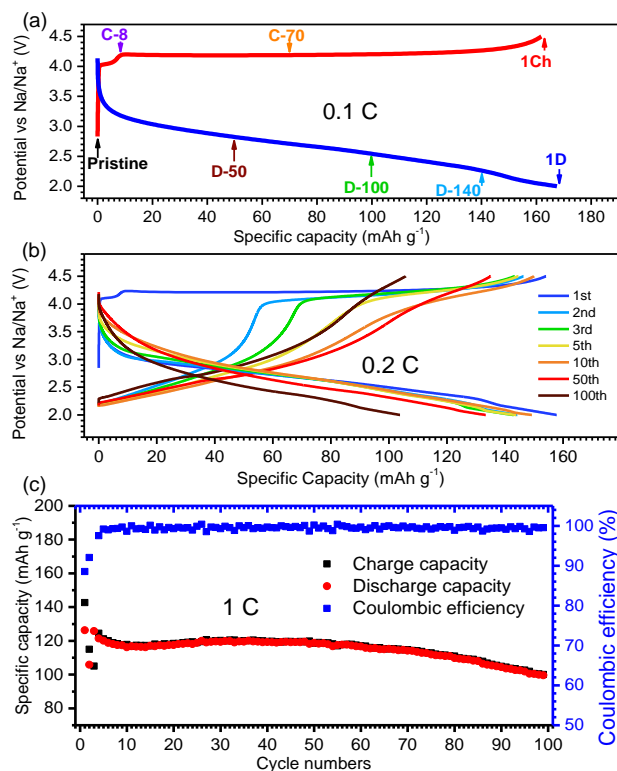 (a)
C-8
C-70
1Ch
0.1 C
Pristine
D-50
D-100
D-140
1D
4.5
4.0
3.5
3.0
2.5
2.0
Potential vs Na/Na⁺ (V)
0 20 40 60 80 100 120 140 160 180
Specific capacity (mAh g⁻¹)
(b)
4.5
4.0
3.5
3.0
2.5
2.0
Potential vs Na/Na⁺ (V)
0.2 C
1st
2nd
3rd
5th
10th
50th
100th
0 20 40 60 80 100 120 140 160
Specific Capacity (mAh g⁻¹)
(c)
200
180
160
140
120
100
80
Specific capacity (mAh g⁻¹)
Charge capacity
Discharge capacity
Coulombic efficiency
1 C
100
90
80
70
60
50
Coulombic efficiency (%)
0 10 20 30 40 50 60 70 80 90 100
Cycle numbers